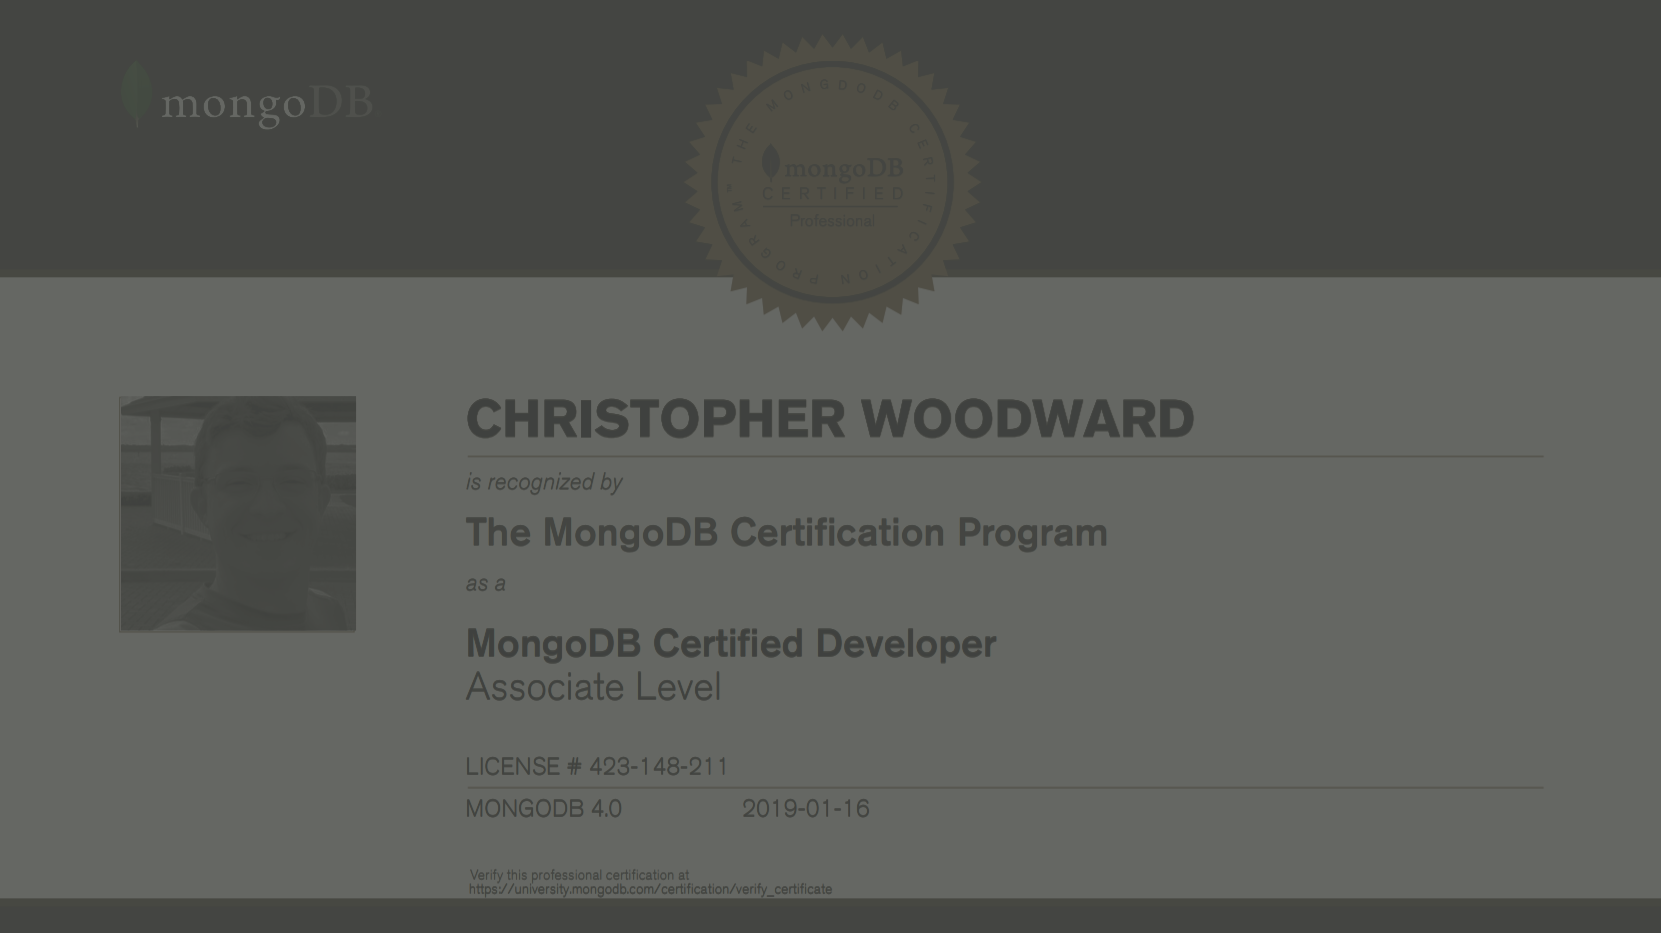 mongoDB
THE MONGODODB CERTIFICATION PROGRAM
mongoDB
CERTIFIED
Professional
CHRISTOPHER WOODWARD
is recognized by
The MongoDB Certification Program
as a
MongoDB Certified Developer
Associate Level
LICENSE # 423-148-211
MONGODB 4.0 2019-01-16
Verify this professional certification at
https://university.mongodb.com/certification/verify_certificate